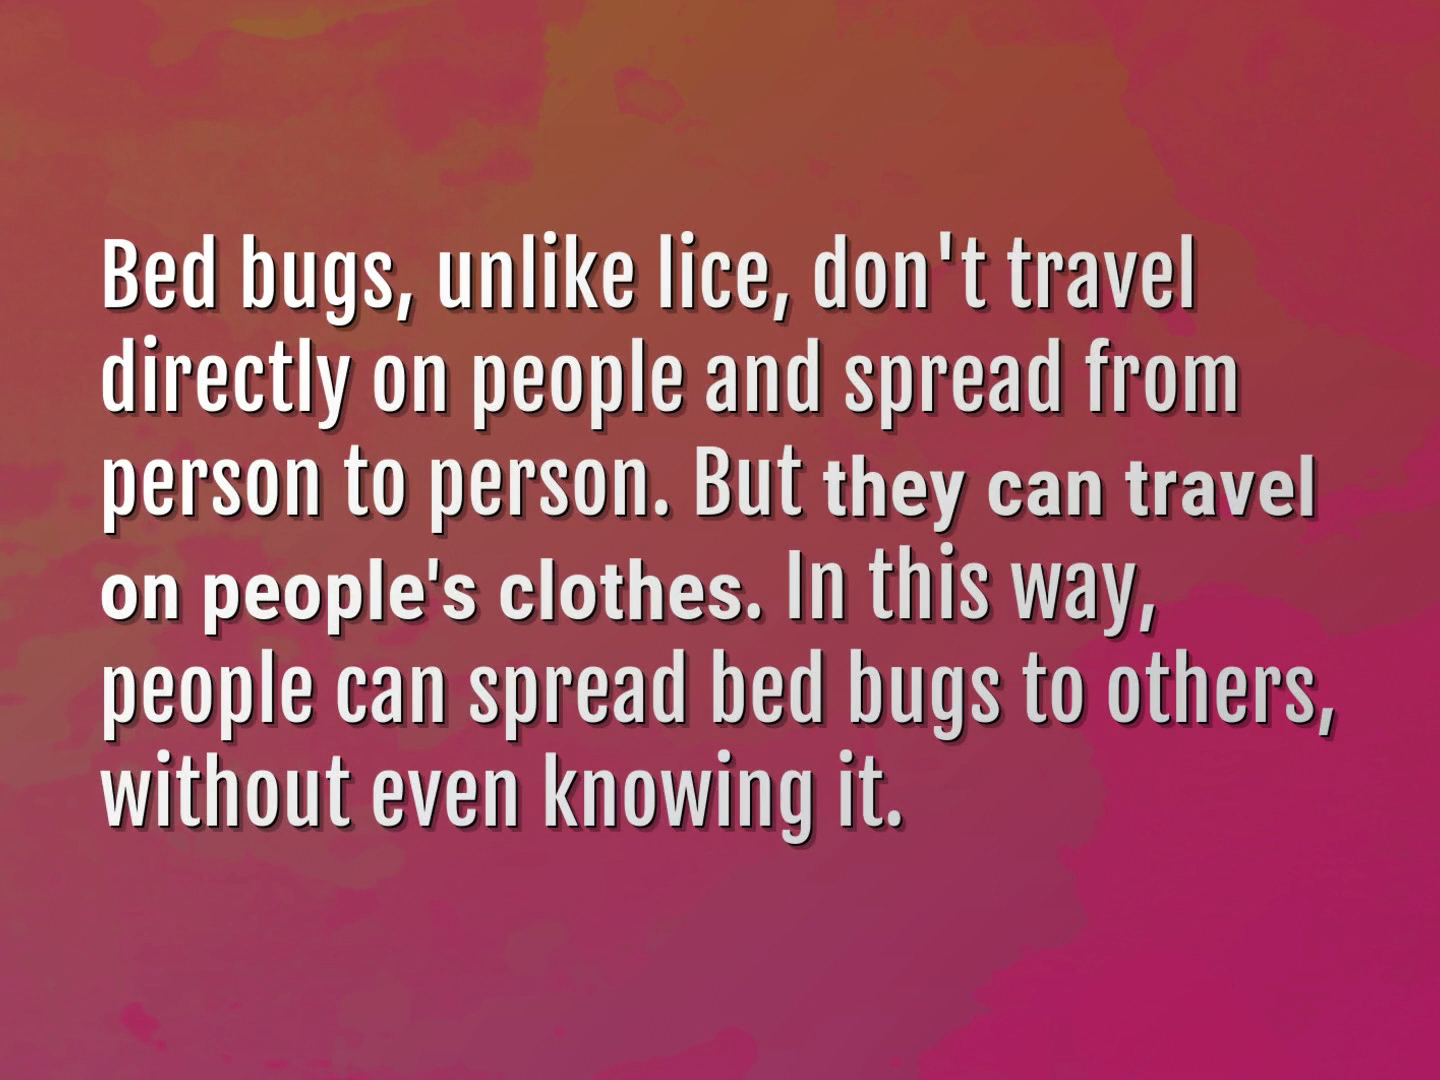 Bed bugs, unlike lice, don't travel
directly on people and spread from
person to person. But they can travel
on people's clothes. In this way,
people can spread bed bugs to others,
without even knowing it.